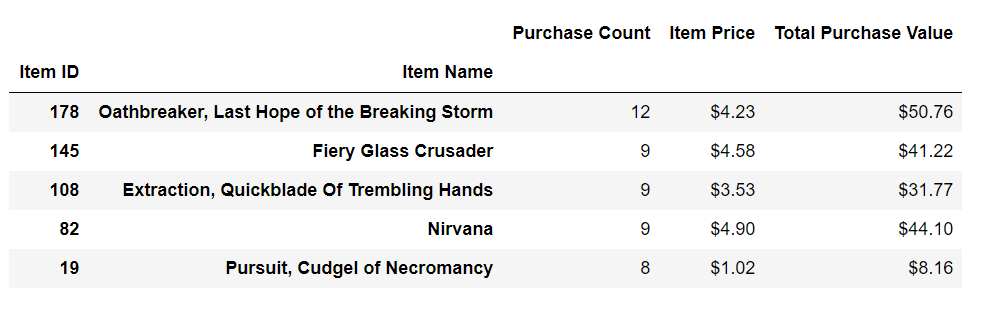 Purchase Count Item Price Total Purchase Value
Item ID Item Name
178 Oathbreaker, Last Hope of the Breaking Storm 12 $4.23 $50.76
145 Fiery Glass Crusader 9 $4.58 $41.22
108 Extraction, Quickblade Of Trembling Hands 9 $3.53 $31.77
82 Nirvana 9 $4.90 $44.10
19 Pursuit, Cudgel of Necromancy 8 $1.02 $8.16